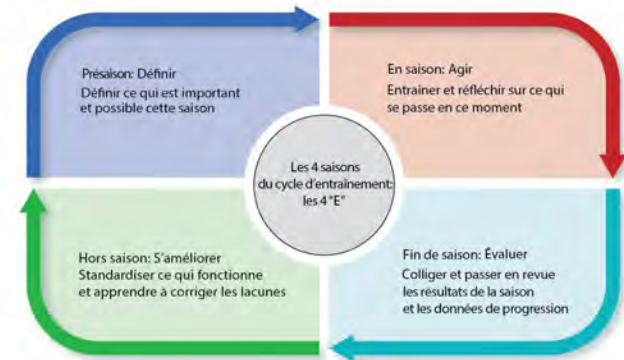 Présaison: Définir
Définir ce qui est important
et possible cette saison
En saison: Agir
Entraîner et réfléchir sur ce qui
se passe en ce moment
Les 4 saisons
du cycle d'entraînement:
les 4 "E"
Hors saison: S'améliorer
Standardiser ce qui fonctionne
et apprendre à corriger les lacunes
Fin de saison: Évaluer
Colliger et passer en revue
les résultats de la saison
et les données de progression